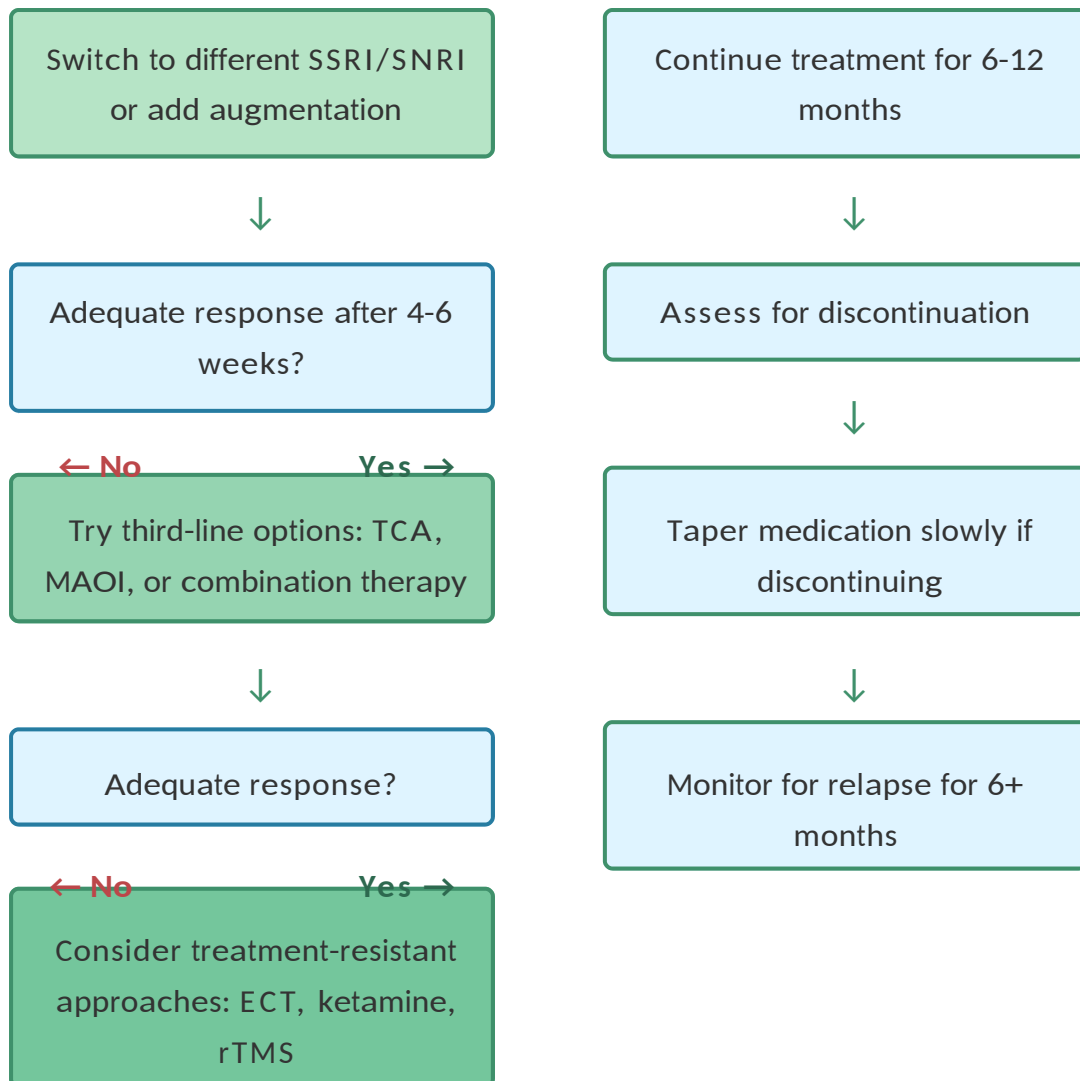 Switch to different SSRI/SNRI
or add augmentation
↓
Adequate response after 4-6
weeks?
← No
Yes →
Try third-line options: TCA,
MAOI, or combination therapy
↓
Adequate response?
← No
Yes →
Consider treatment-resistant
approaches: ECT, ketamine,
rTMS
Continue treatment for 6-12
months
↓
Assess for discontinuation
↓
Taper medication slowly if
discontinuing
↓
Monitor for relapse for 6+
months